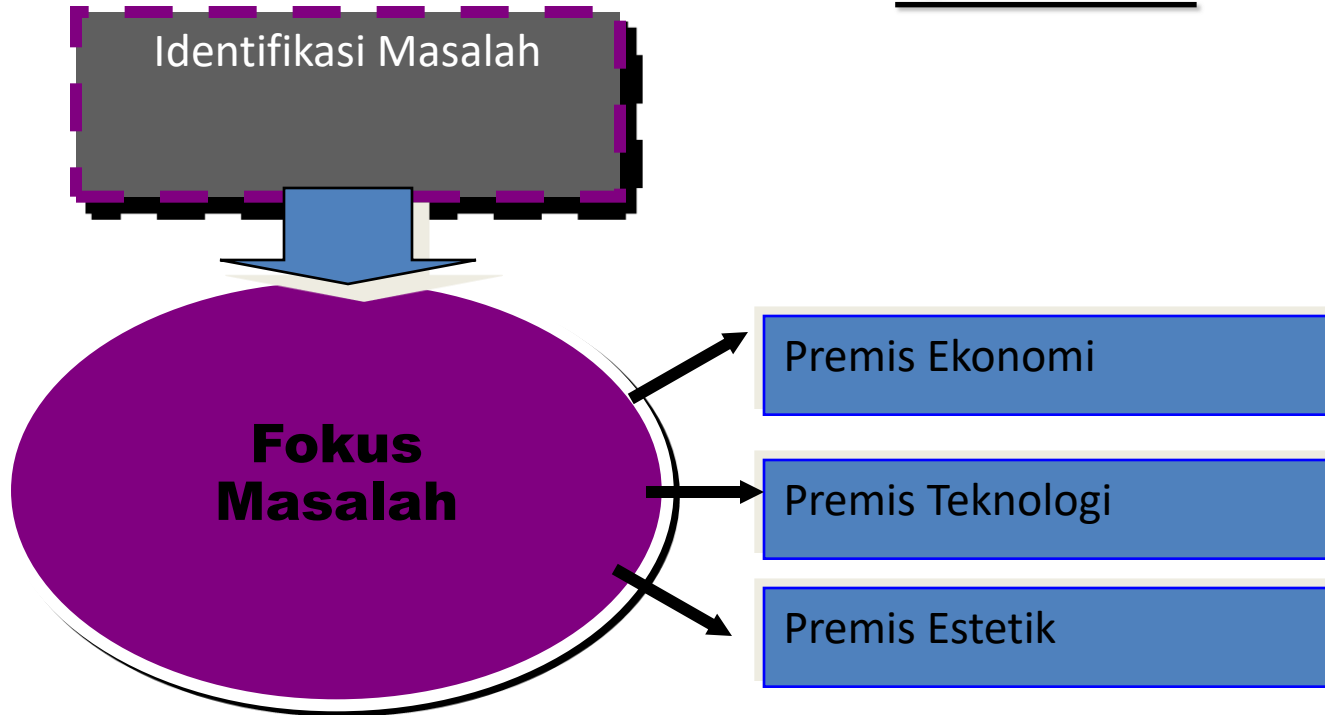 Identifikasi Masalah
Fokus
Masalah
Premis Ekonomi
Premis Teknologi
Premis Estetik